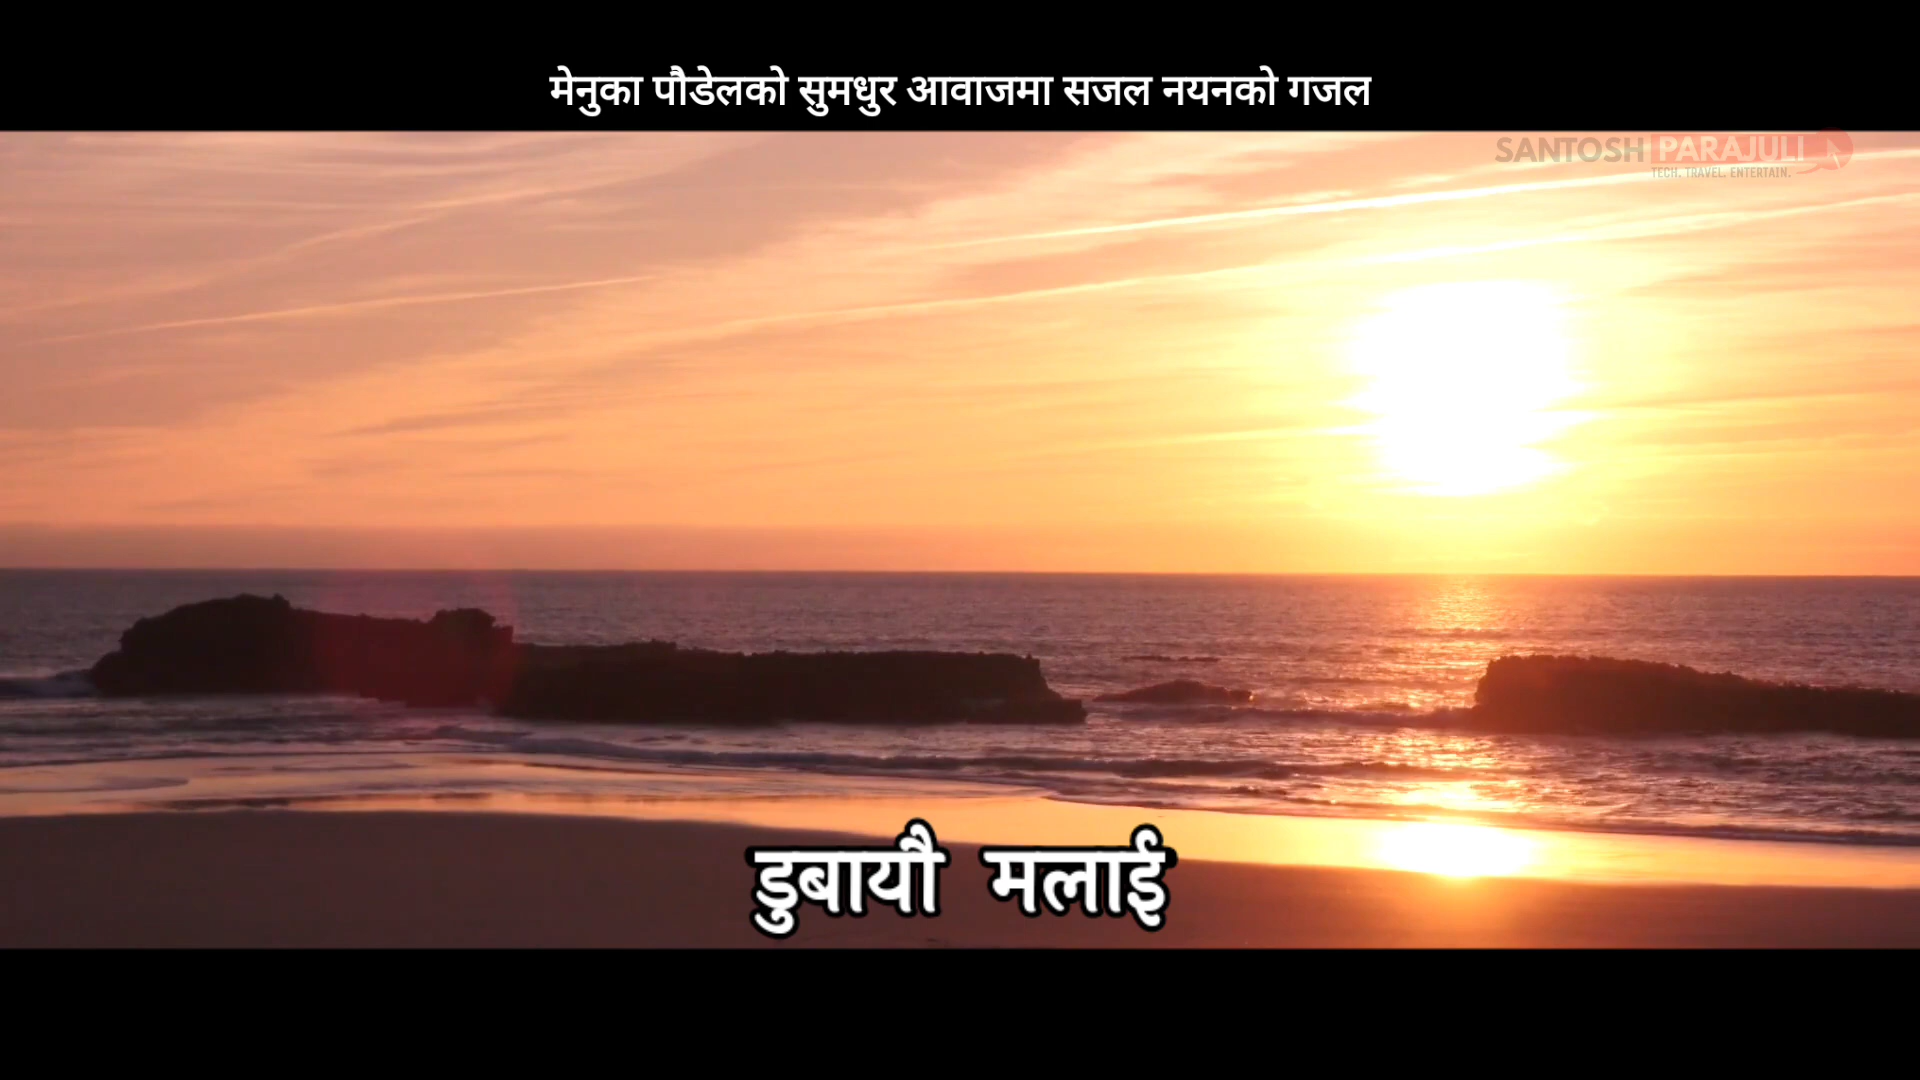 मेनुका पौडेलको सुमधुर आवाजमा सजल नयनको गजल
SANTOSH PARAJULI
TECH. TRAVEL. ENTERTAIN.
डुबायौ मलाई